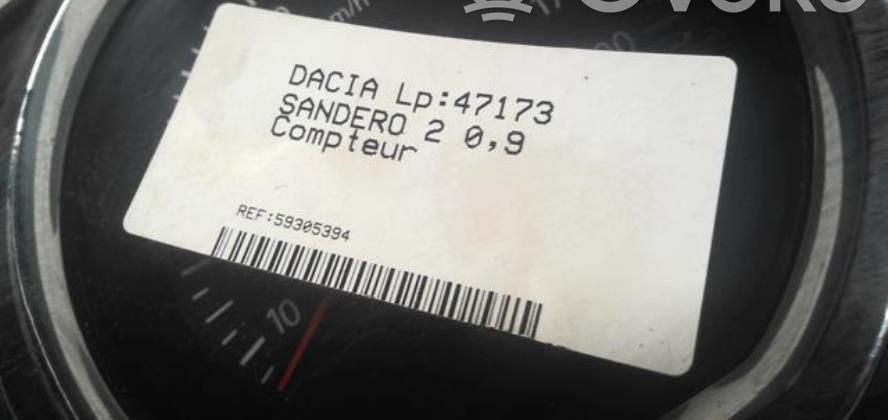 DACIA Lp:47173
SANDERO 2 0,9
Compteur
REF:59305394
10